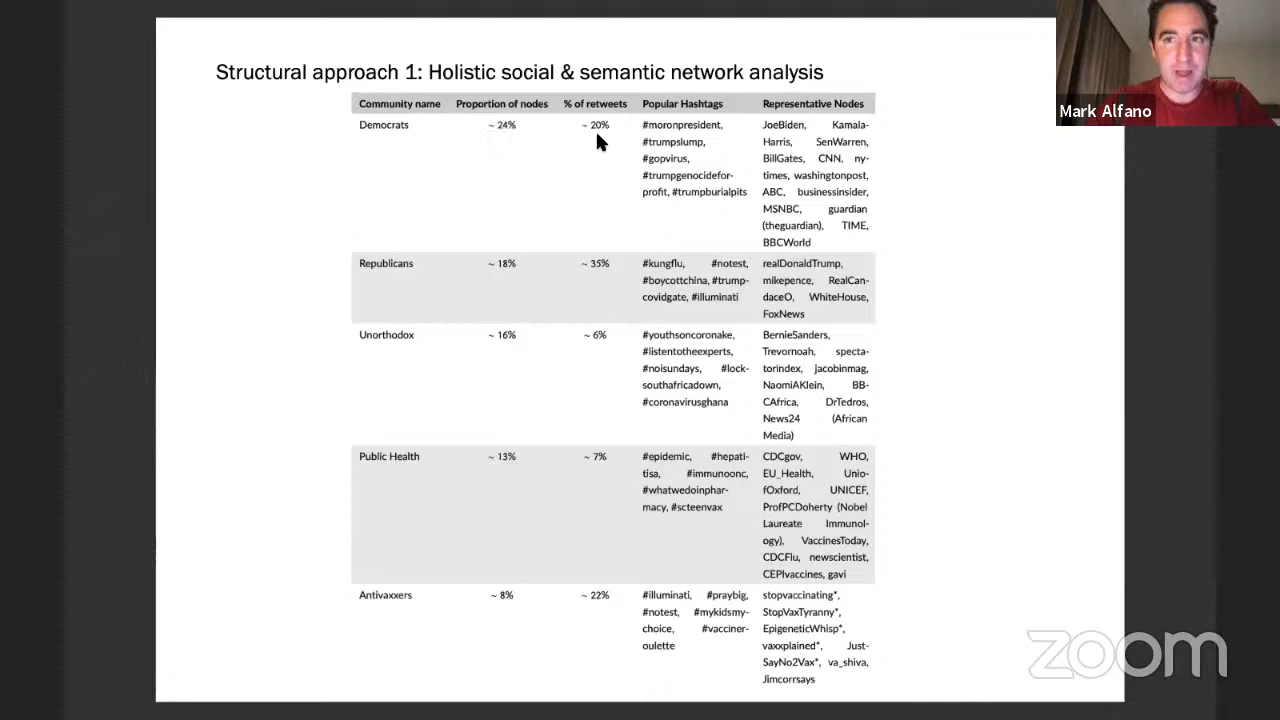 Structural approach 1: Holistic social & semantic network analysis
Mark Alfano
Community name Proportion of nodes % of retweets Popular Hashtags Representative Nodes
Democrats ~ 24% ~ 20% #moronpresident, JoeBiden, Kamala-
#trumpslump, Harris, SenWarren,
#gopvirus, BillGates, CNN, ny-
#trumpgenocidefor- times, washingtonpost,
profit, #trumpburialpits ABC, businessinsider,
MSNBC, guardian
(theguardian), TIME,
BBCWorld
Republicans ~ 18% ~ 35% #kungflu, #notest, realDonaldTrump,
#boycottchina, #trump- mikepence, RealCan-
covidgate, #illuminati daceO, WhiteHouse,
FoxNews
Unorthodox ~ 16% ~ 6% #youthsoncoronake, BernieSanders,
#listentotheexperts, Trevornoah, specta-
#noisundays, #lock- torindex, jacobinmag,
southafricadown, NaomiAKlein, BB-
#coronavirusghana CAfrica, DrTedros,
News24 (African
Media)
Public Health ~ 13% ~ 7% #epidemic, #hepati- CDCgov, WHO,
tisa, #immunoonc, EU_Health, Unio-
#whatwedoinphar- fOxford, UNICEF,
macy, #scteenvax ProfPCDoherty (Nobel
Laureate Immunol-
ogy), VaccinesToday,
CDCFlu, newscientist,
CEPIvaccines, gavi
Antivaxxers ~ 8% ~ 22% #illuminati, #praybig, stopvaccinating*,
#notest, #mykidsmy- StopVaxTyranny*,
choice, #vacciner- EpigeneticWhisp*,
oulette vaxxplained*, Just-
SayNo2Vax*, va_shiva,
Jimcorrsays
zoom